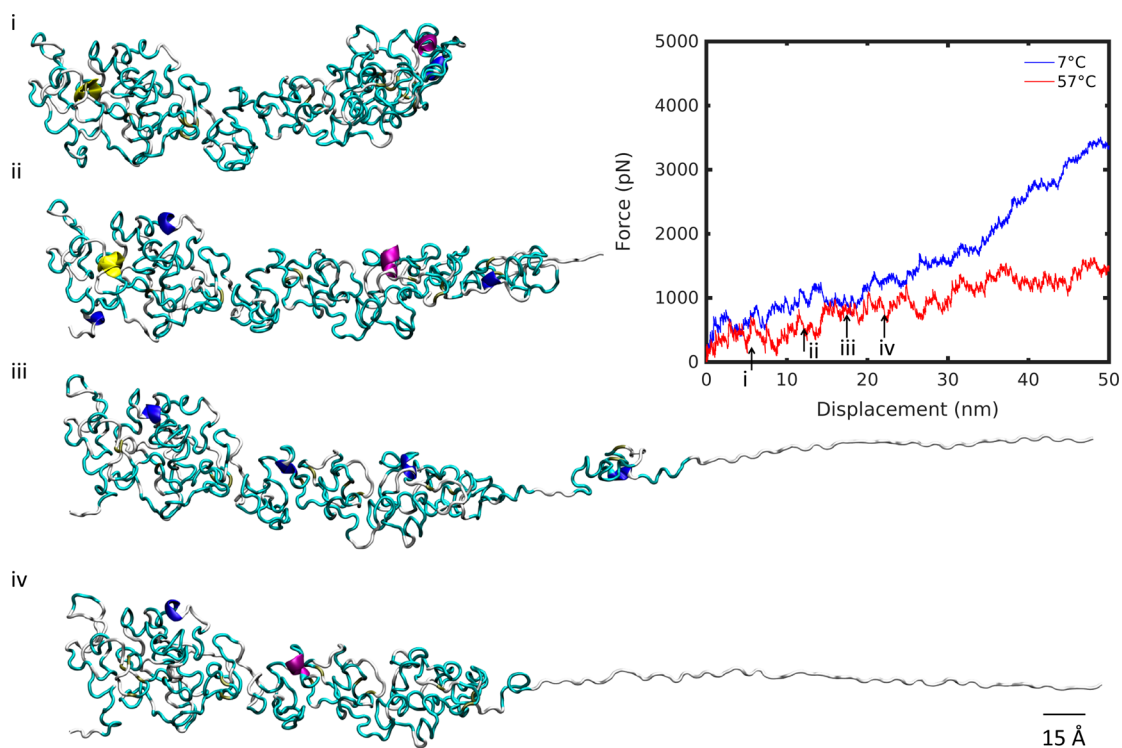 i
ii
iii
iv
5000
4000
3000
2000
1000
0
Force (pN)
7°C
57°C
i
ii
iii
iv
0 10 20 30 40 50
Displacement (nm)
15 Å